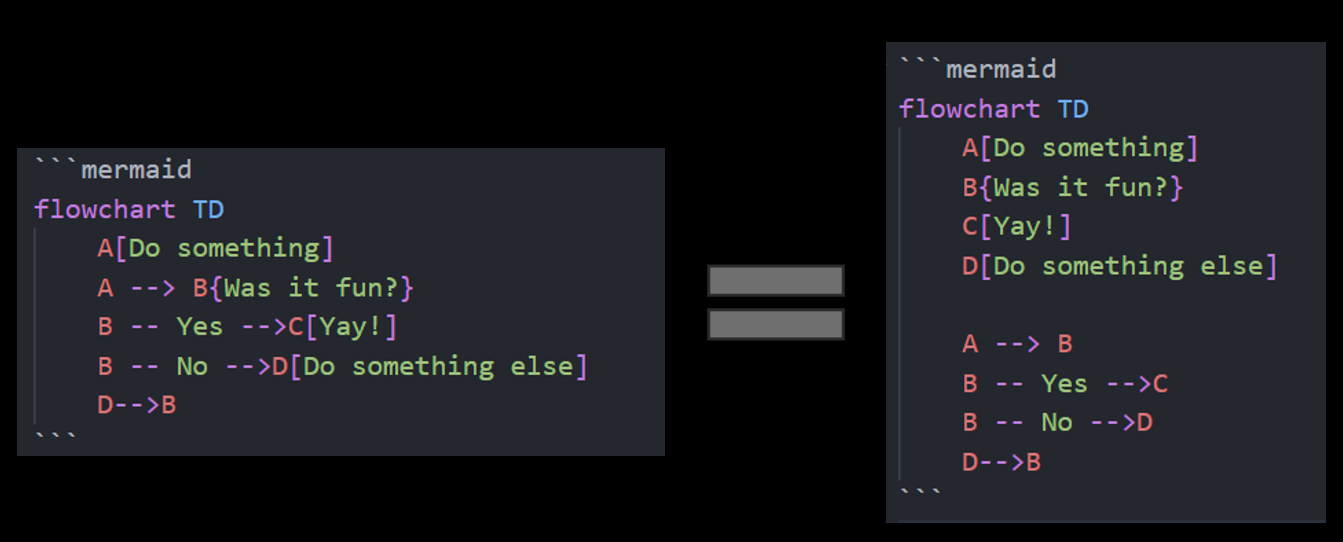 ```mermaid
flowchart TD
    A[Do something]
    A --> B{Was it fun?}
    B -- Yes -->C[Yay!]
    B -- No -->D[Do something else]
    D-->B
```
```mermaid
flowchart TD
    A[Do something]
    B{Was it fun?}
    C[Yay!]
    D[Do something else]

    A --> B
    B -- Yes -->C
    B -- No -->D
    D-->B
```